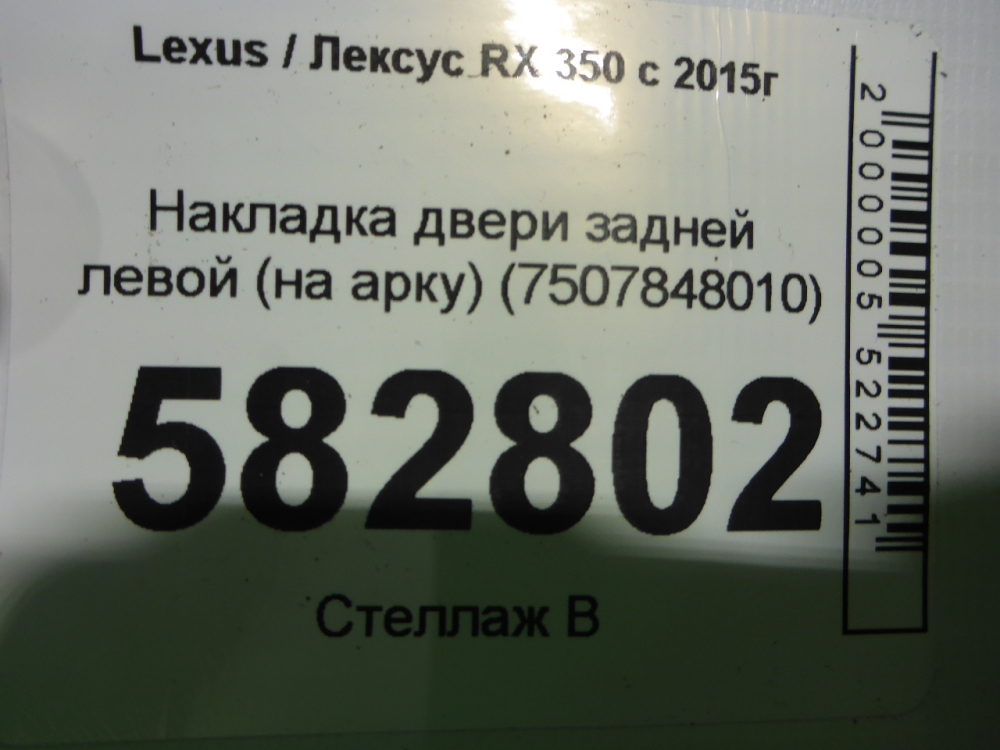 Lexus / Лексус RX 350 с 2015г
Накладка двери задней
левой (на арку) (7507848010)
582802
Стеллаж В
2000005522741